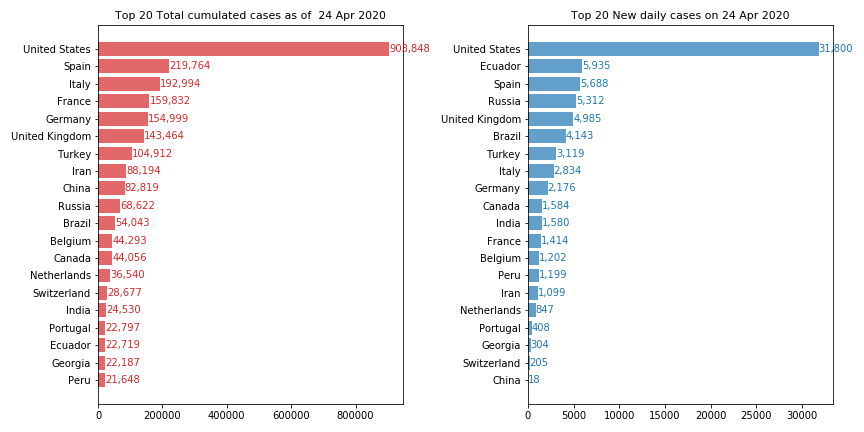 Top 20 Total cumulated cases as of  24 Apr 2020
United States 903,848
Spain 219,764
Italy 192,994
France 159,832
Germany 154,999
United Kingdom 143,464
Turkey 104,912
Iran 88,194
China 82,819
Russia 68,622
Brazil 54,043
Belgium 44,293
Canada 44,056
Netherlands 36,540
Switzerland 28,677
India 24,530
Portugal 22,797
Ecuador 22,719
Georgia 22,187
Peru 21,648
0 200000 400000 600000 800000
Top 20 New daily cases on 24 Apr 2020
United States 31,800
Ecuador 5,935
Spain 5,688
Russia 5,312
United Kingdom 4,985
Brazil 4,143
Turkey 3,119
Italy 2,834
Germany 2,176
Canada 1,584
India 1,580
France 1,414
Belgium 1,202
Peru 1,199
Iran 1,099
Netherlands 847
Portugal 408
Georgia 304
Switzerland 205
China 18
0 5000 10000 15000 20000 25000 30000